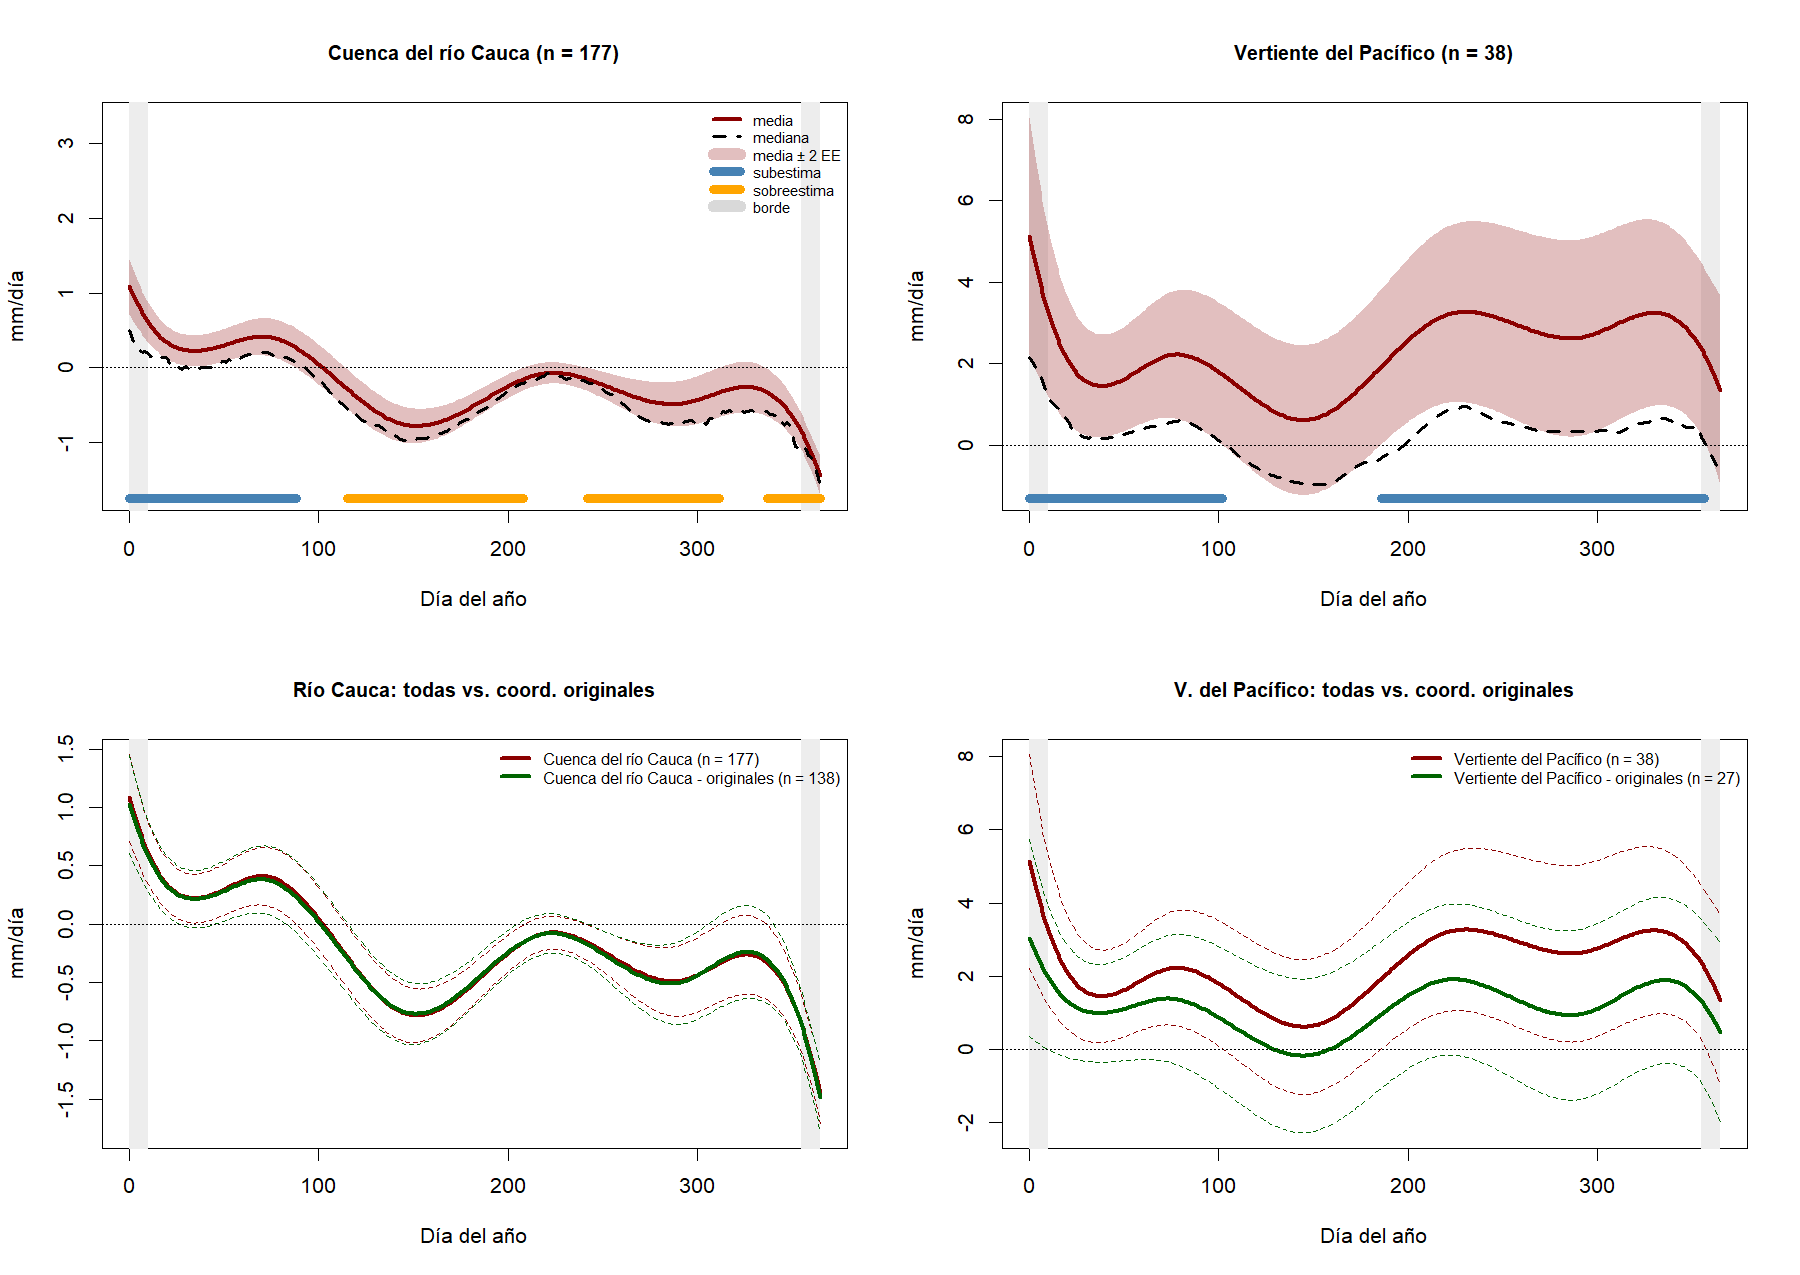 Cuenca del río Cauca (n = 177)
mm/día
3
2
1
0
-1
media
mediana
media ± 2 EE
subestima
sobreestima
borde
0 100 200 300
Día del año
Vertiente del Pacífico (n = 38)
mm/día
8
6
4
2
0
0 100 200 300
Día del año
Río Cauca: todas vs. coord. originales
mm/día
1.5
1.0
0.5
0.0
-0.5
-1.0
-1.5
Cuenca del río Cauca (n = 177)
Cuenca del río Cauca - originales (n = 138)
0 100 200 300
Día del año
V. del Pacífico: todas vs. coord. originales
mm/día
8
6
4
2
0
-2
Vertiente del Pacífico (n = 38)
Vertiente del Pacífico - originales (n = 27)
0 100 200 300
Día del año